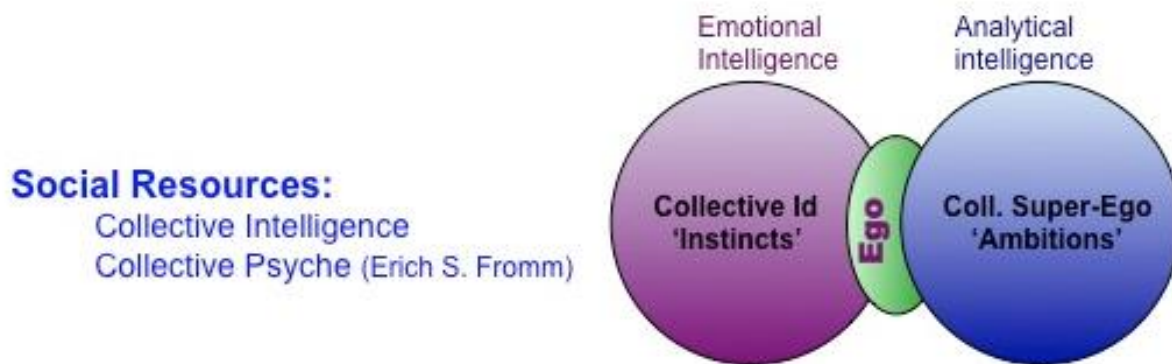 Emotional
Intelligence
Analytical
intelligence
Social Resources:
Collective Intelligence
Collective Psyche (Erich S. Fromm)
Collective Id
'Instincts'
Ego
Coll. Super-Ego
'Ambitions'